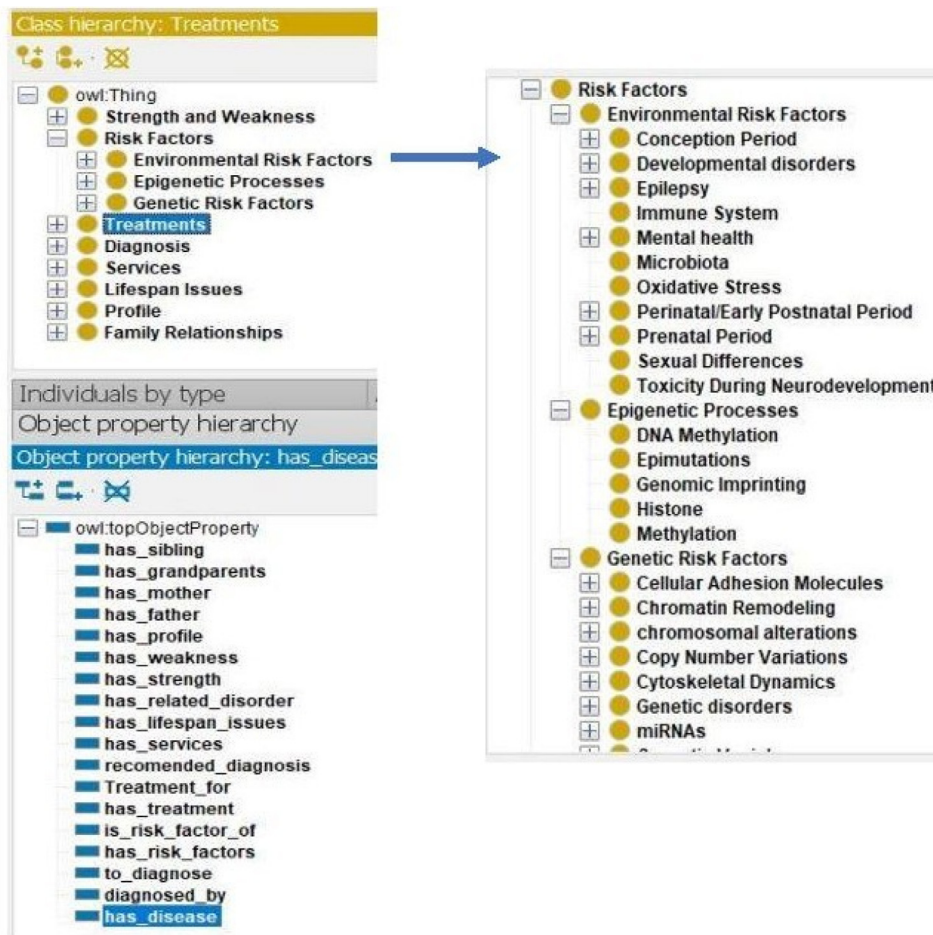 Class hierarchy: Treatments
owl:Thing
Strength and Weakness
Risk Factors
Environmental Risk Factors
Epigenetic Processes
Genetic Risk Factors
Treatments
Diagnosis
Services
Lifespan Issues
Profile
Family Relationships
Individuals by type
Object property hierarchy
Object property hierarchy: has_diseas
owl:topObjectProperty
has_sibling
has_grandparents
has_mother
has_father
has_profile
has_weakness
has_strength
has_related_disorder
has_lifespan_issues
has_services
recomended_diagnosis
Treatment_for
has_treatment
is_risk_factor_of
has_risk_factors
to_diagnose
diagnosed_by
has_disease
Risk Factors
Environmental Risk Factors
Conception Period
Developmental disorders
Epilepsy
Immune System
Mental health
Microbiota
Oxidative Stress
Perinatal/Early Postnatal Period
Prenatal Period
Sexual Differences
Toxicity During Neurodevelopment
Epigenetic Processes
DNA Methylation
Epimutations
Genomic Imprinting
Histone
Methylation
Genetic Risk Factors
Cellular Adhesion Molecules
Chromatin Remodeling
chromosomal alterations
Copy Number Variations
Cytoskeletal Dynamics
Genetic disorders
miRNAs